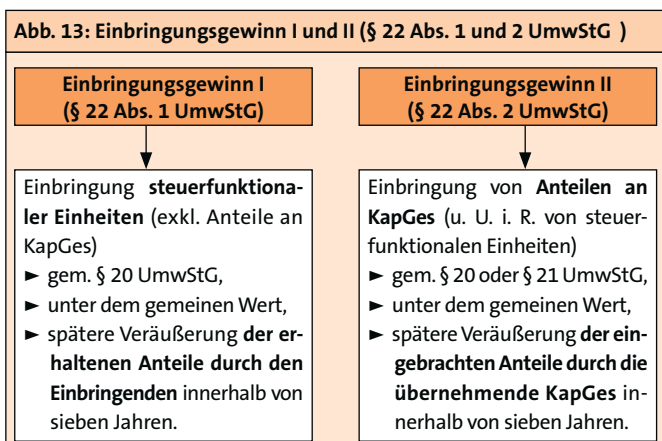 Abb. 13: Einbringungsgewinn I und II (§ 22 Abs. 1 und 2 UmwStG )
Einbringungsgewinn I
(§ 22 Abs. 1 UmwStG)
Einbringung steuerfunktiona-
ler Einheiten (exkl. Anteile an
KapGes)
► gem. § 20 UmwStG,
► unter dem gemeinen Wert,
► spätere Veräußerung der er-
haltenen Anteile durch den
Einbringenden innerhalb von
sieben Jahren.
Einbringungsgewinn II
(§ 22 Abs. 2 UmwStG)
Einbringung von Anteilen an
KapGes (u. U. i. R. von steuer-
funktionalen Einheiten)
► gem. § 20 oder § 21 UmwStG,
► unter dem gemeinen Wert,
► spätere Veräußerung der ein-
gebrachten Anteile durch die
übernehmende KapGes in-
nerhalb von sieben Jahren.